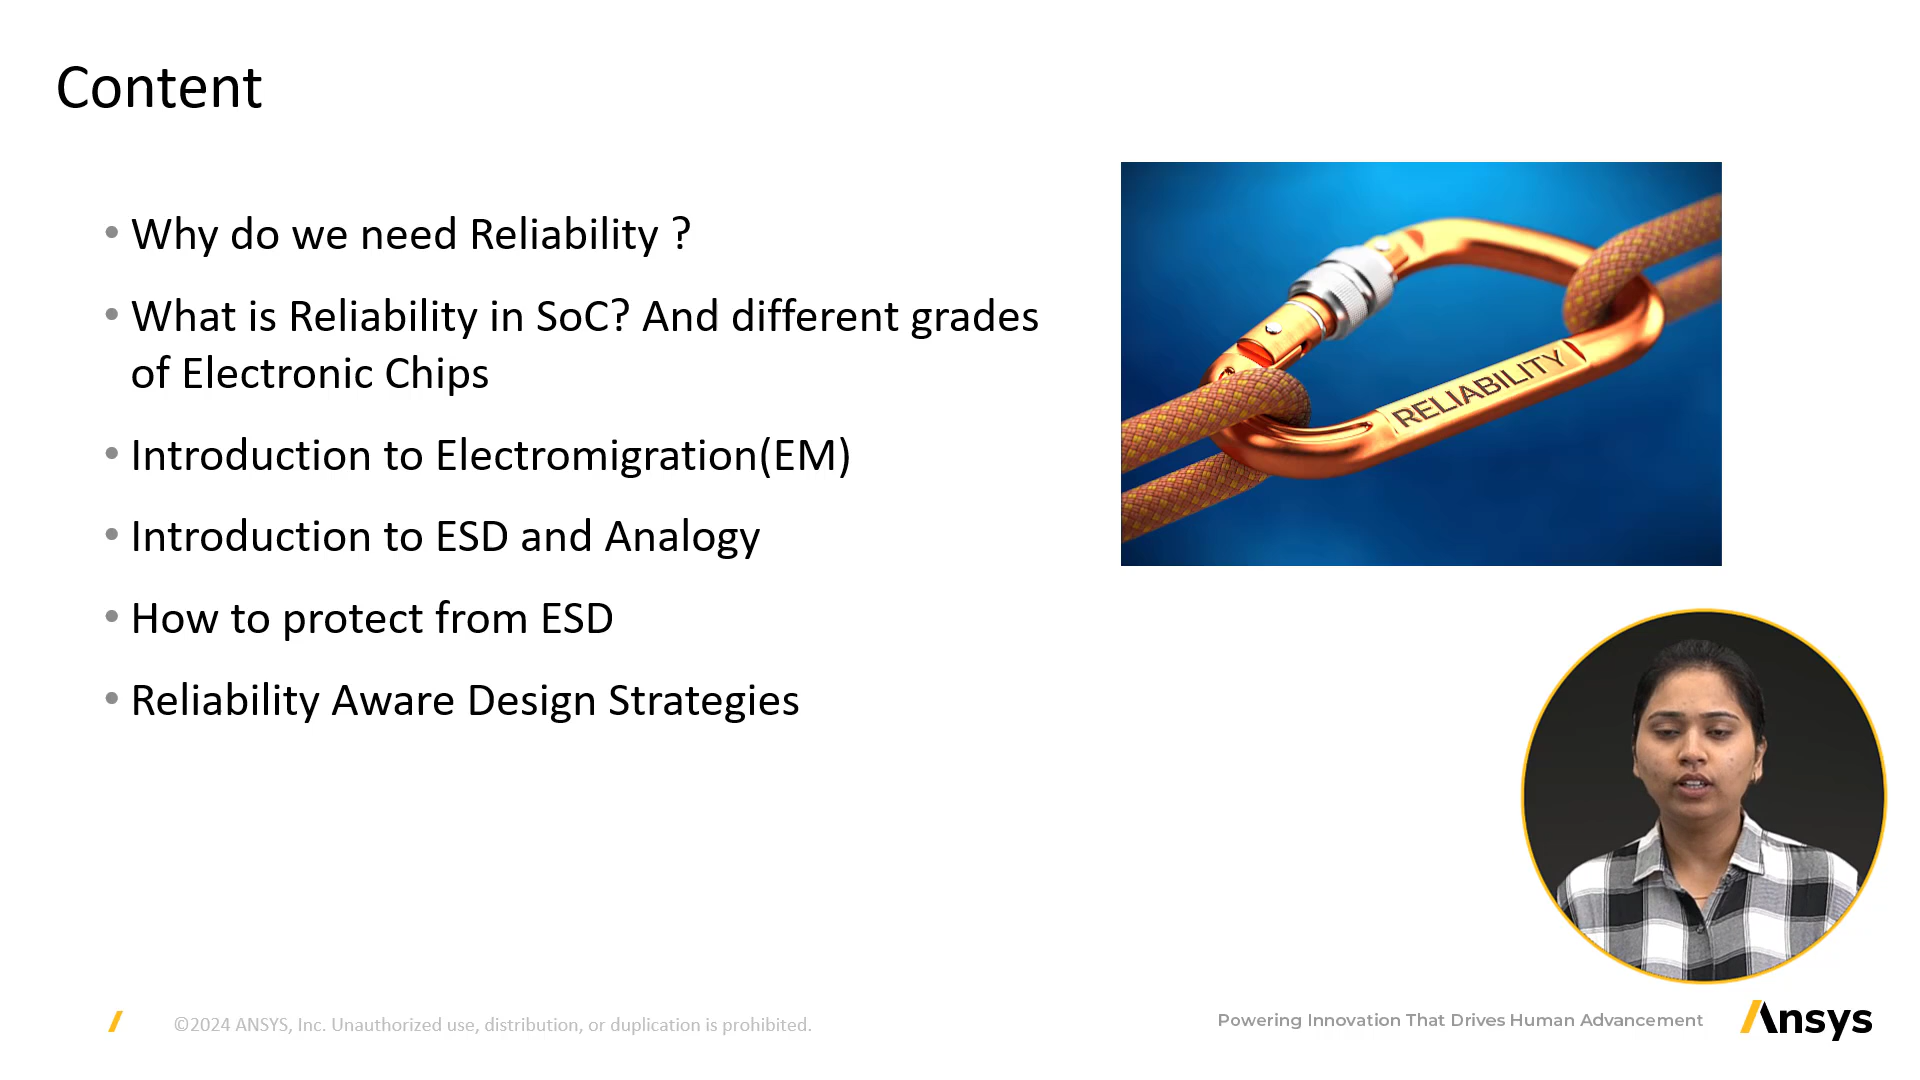 Content
• Why do we need Reliability ?
• What is Reliability in SoC? And different grades
of Electronic Chips
• Introduction to Electromigration(EM)
• Introduction to ESD and Analogy
• How to protect from ESD
• Reliability Aware Design Strategies
RELIABILITY
©2024 ANSYS, Inc. Unauthorized use, distribution, or duplication is prohibited.
Powering Innovation That Drives Human Advancement
Ansys